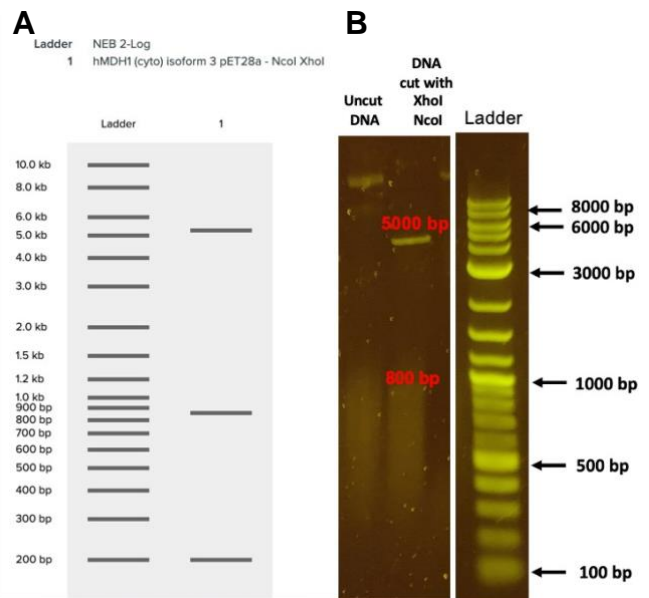 A
Ladder NEB 2-Log
1 hMDH1 (cyto) isoform 3 pET28a - NcoI XhoI
Ladder 1
10.0 kb
8.0 kb
6.0 kb
5.0 kb
4.0 kb
3.0 kb
2.0 kb
1.5 kb
1.2 kb
1.0 kb
900 bp
800 bp
700 bp
600 bp
500 bp
400 bp
300 bp
200 bp
B
Uncut
DNA
DNA
cut with
XhoI
NcoI
Ladder
5000 bp
800 bp
8000 bp
6000 bp
3000 bp
1000 bp
500 bp
100 bp